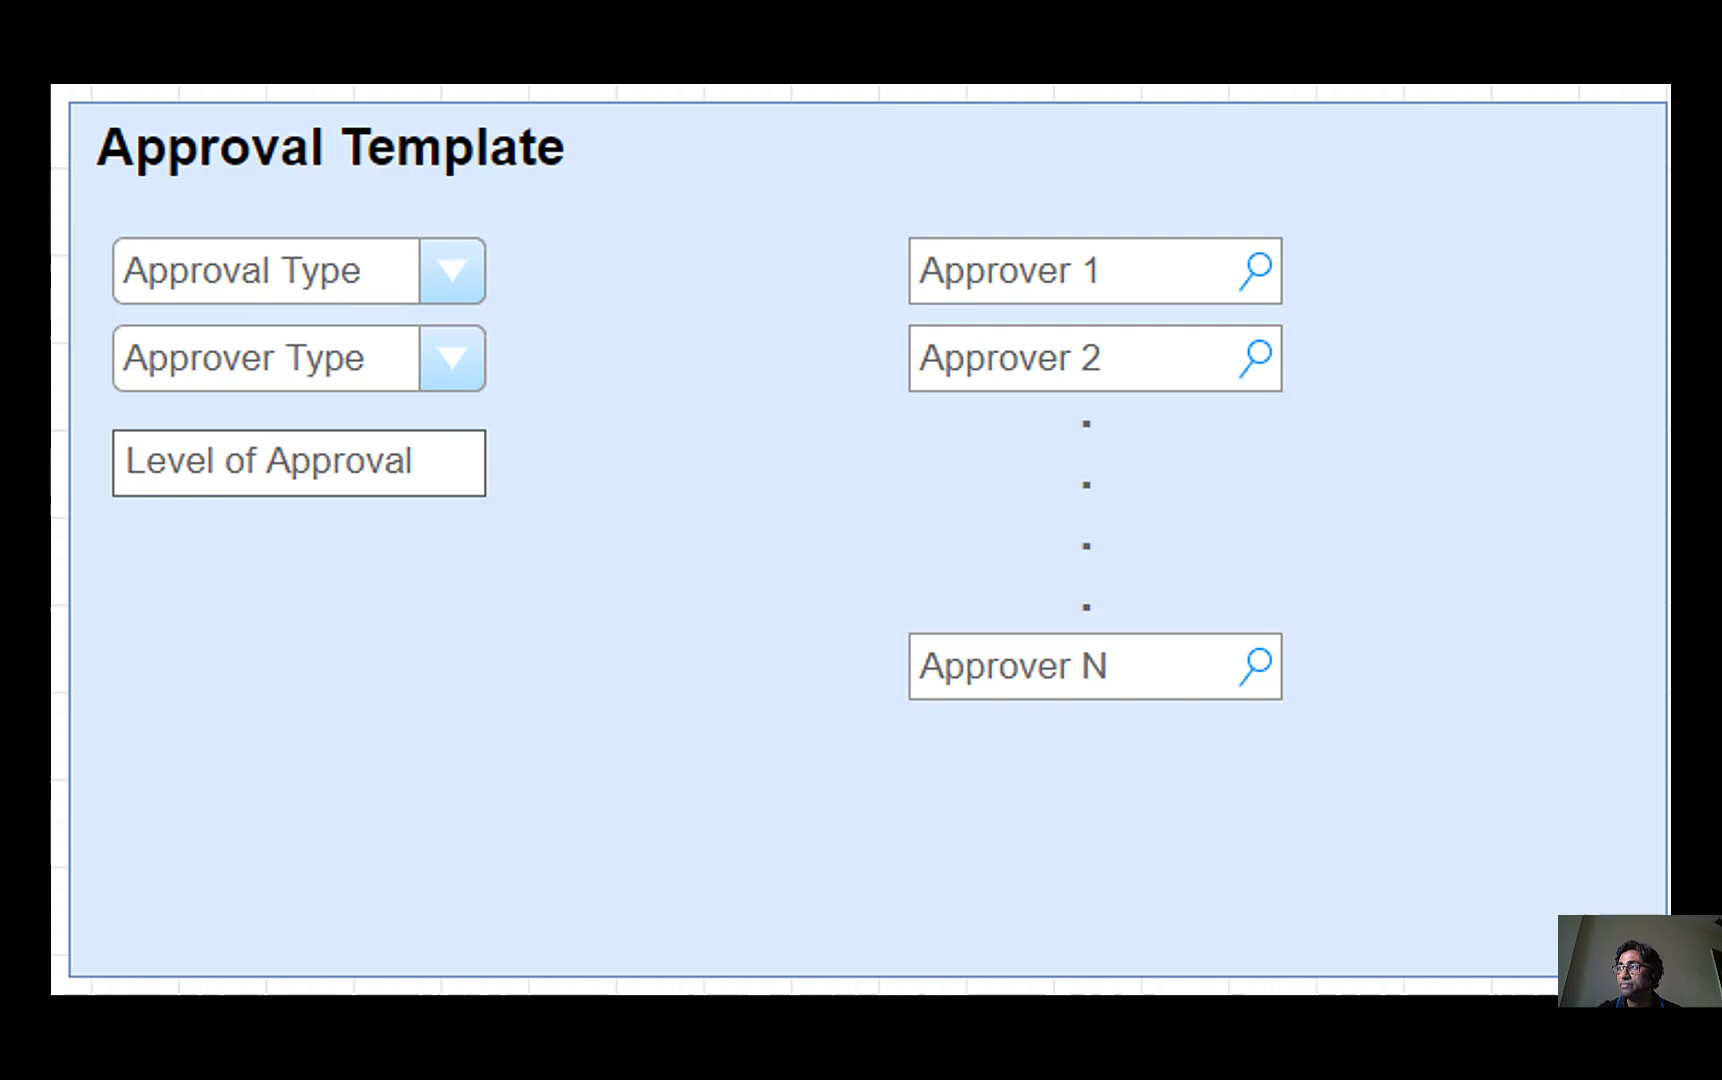 Approval Template
Approval Type
Approver Type
Level of Approval
Approver 1
Approver 2
.
.
.
.
Approver N